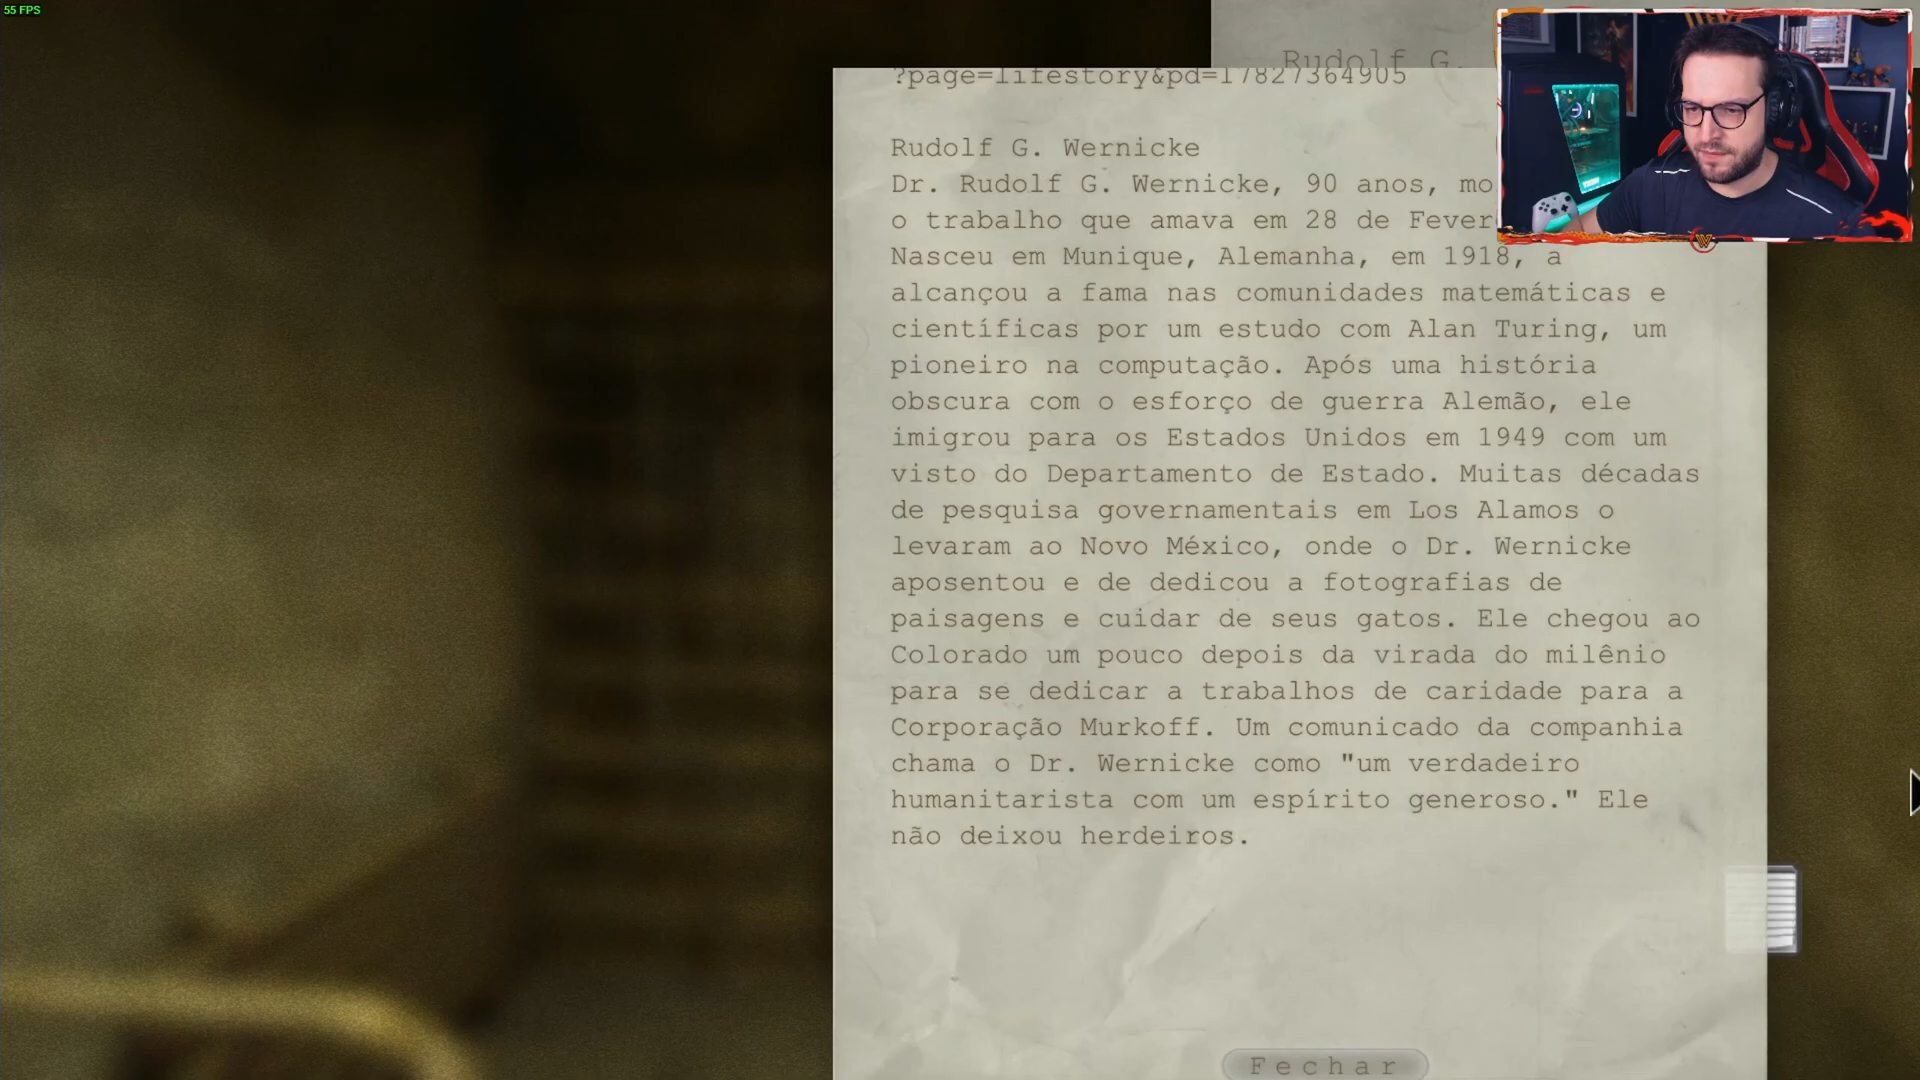 55 FPS
Rudolf G.
?page=lifestory&pd=17827364905
Rudolf G. Wernicke
Dr. Rudolf G. Wernicke, 90 anos,
o trabalho que amava em 28 de
Nasceu em Munique, Alemanha, em 1918, a
alcançou a fama nas comunidades matemáticas e
científicas por um estudo com Alan Turing, um
pioneiro na computação. Após uma história
obscura com o esforço de guerra Alemão, ele
imigrou para os Estados Unidos em 1949 com um
visto do Departamento de Estado. Muitas décadas
de pesquisa governamentais em Los Alamos o
levaram ao Novo México, onde o Dr. Wernicke
aposentou e de dedicou a fotografias de
paisagens e cuidar de seus gatos. Ele chegou ao
Colorado um pouco depois da virada do milênio
para se dedicar a trabalhos de caridade para a
Corporação Murkoff. Um comunicado da companhia
chama o Dr. Wernicke como "um verdadeiro
humanitarista com um espírito generoso." Ele
não deixou herdeiros.
Fechar